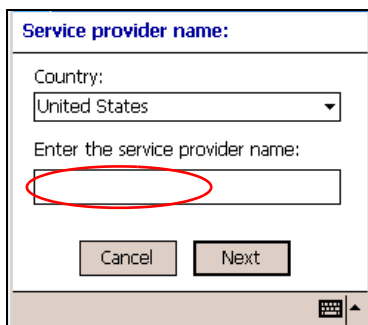 Service provider name:
Country:
United States
Enter the service provider name:
Cancel Next